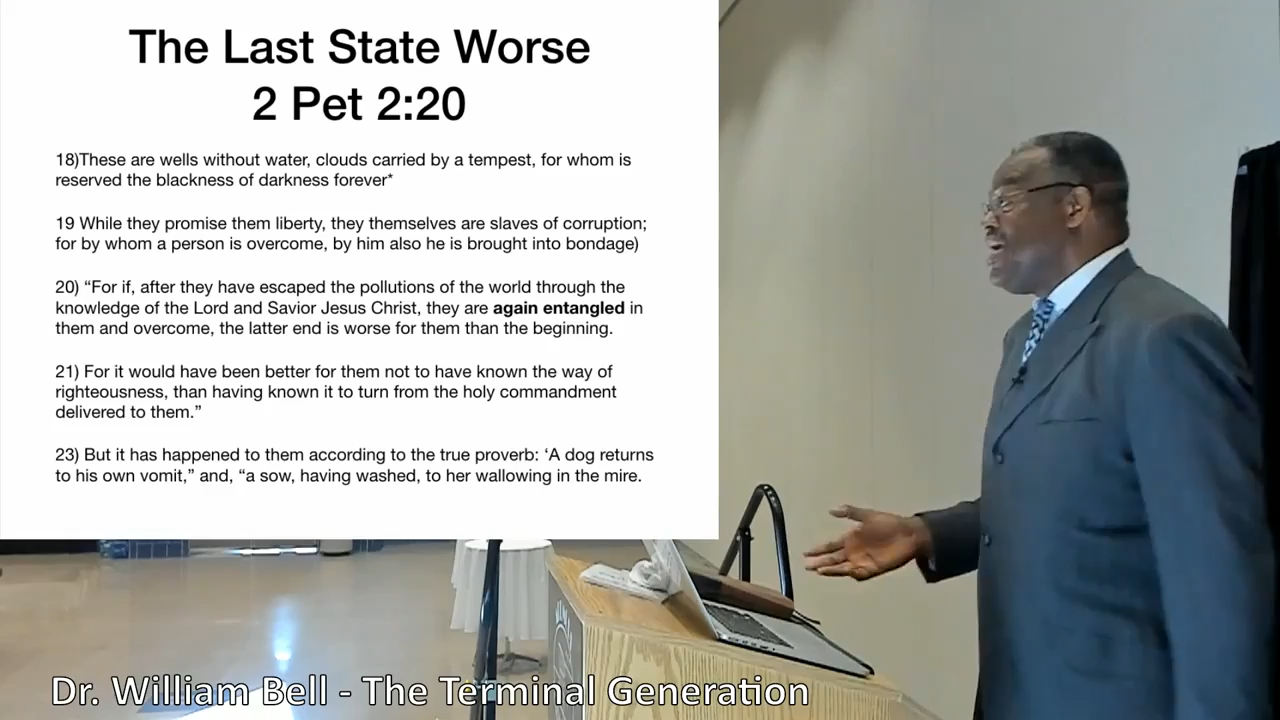 The Last State Worse
2 Pet 2:20
18)These are wells without water, clouds carried by a tempest, for whom is
reserved the blackness of darkness forever*
19 While they promise them liberty, they themselves are slaves of corruption;
for by whom a person is overcome, by him also he is brought into bondage)
20) “For if, after they have escaped the pollutions of the world through the
knowledge of the Lord and Savior Jesus Christ, they are again entangled in
them and overcome, the latter end is worse for them than the beginning.
21) For it would have been better for them not to have known the way of
righteousness, than having known it to turn from the holy commandment
delivered to them.”
23) But it has happened to them according to the true proverb: ‘A dog returns
to his own vomit,” and, “a sow, having washed, to her wallowing in the mire.
Dr. William Bell - The Terminal Generation